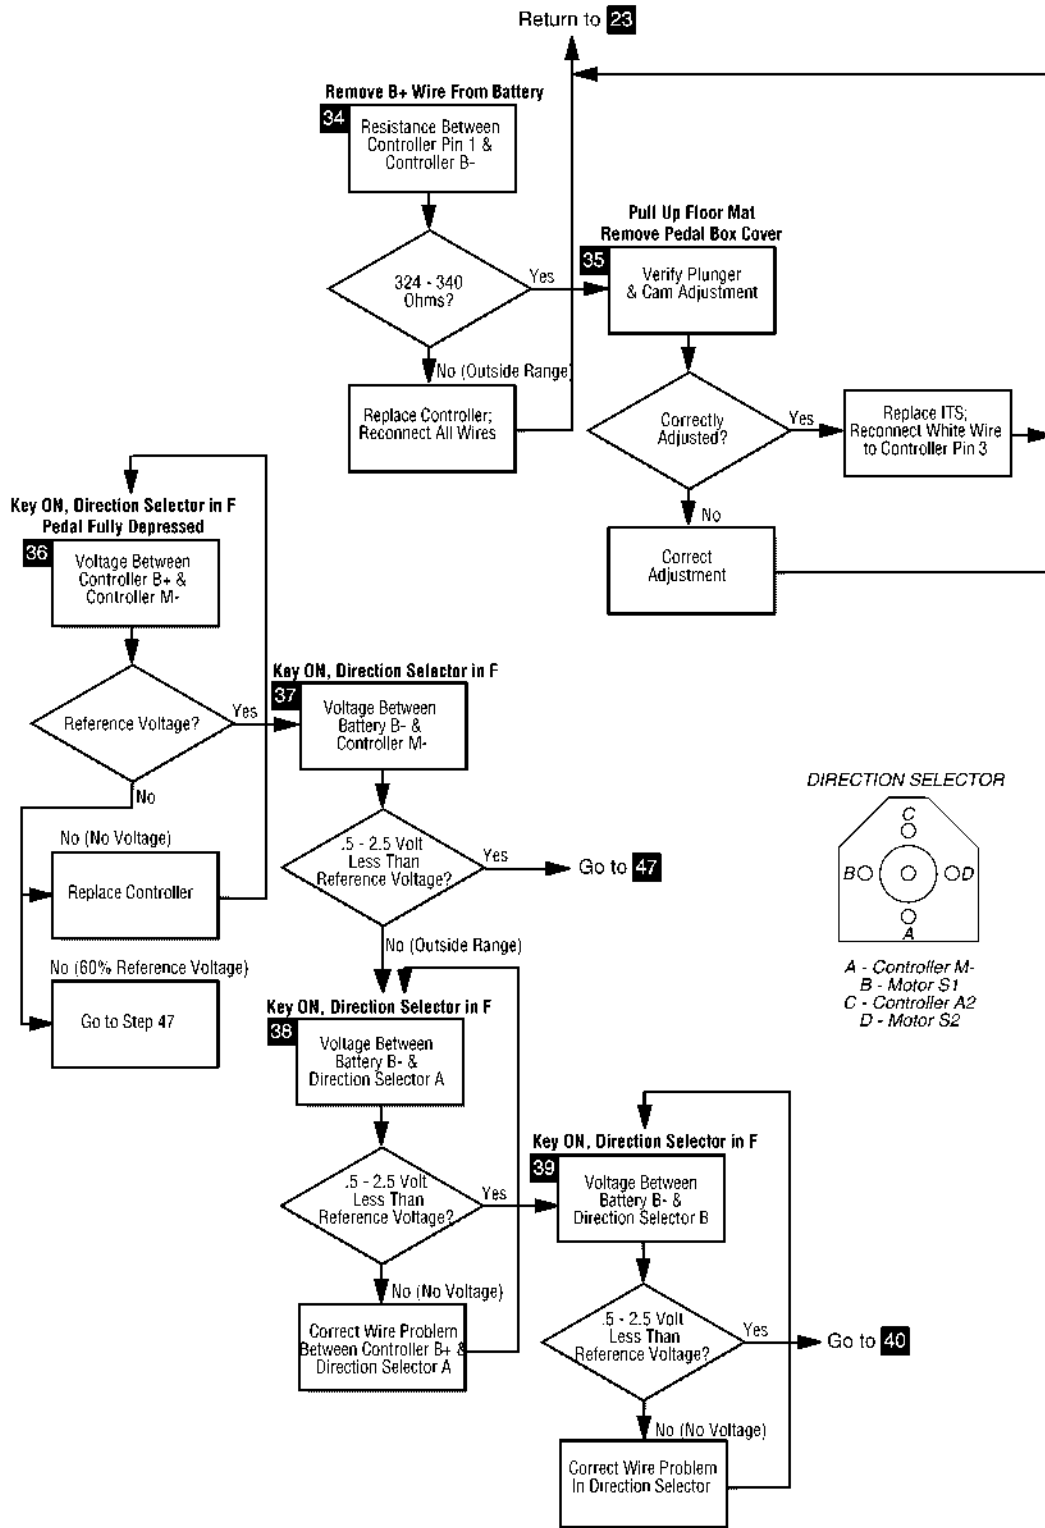 Return to 23
Remove B+ Wire From Battery
34
Resistance Between
Controller Pin 1 &
Controller B-
324 - 340
Ohms?
Yes
No (Outside Range)
Replace Controller;
Reconnect All Wires
Pull Up Floor Mat
Remove Pedal Box Cover
35
Verify Plunger
& Cam Adjustment
Correctly
Adjusted?
Yes
Replace ITS;
Reconnect White Wire
to Controller Pin 3
No
Correct
Adjustment
Key ON, Direction Selector in F
Pedal Fully Depressed
36
Voltage Between
Controller B+ &
Controller M-
Reference Voltage?
Yes
No
No (No Voltage)
Replace Controller
No (60% Reference Voltage)
Go to Step 47
Key ON, Direction Selector in F
37
Voltage Between
Battery B- &
Controller M-
.5 - 2.5 Volt
Less Than
Reference Voltage?
Yes
Go to 47
No (Outside Range)
Key ON, Direction Selector in F
38
Voltage Between
Battery B- &
Direction Selector A
.5 - 2.5 Volt
Less Than
Reference Voltage?
Yes
No (No Voltage)
Correct Wire Problem
Between Controller B+ &
Direction Selector A
Key ON, Direction Selector in F
39
Voltage Between
Battery B- &
Direction Selector B
.5 - 2.5 Volt
Less Than
Reference Voltage?
Yes
Go to 40
No (No Voltage)
Correct Wire Problem
In Direction Selector
DIRECTION SELECTOR
C
B
D
A
A - Controller M-
B - Motor S1
C - Controller A2
D - Motor S2